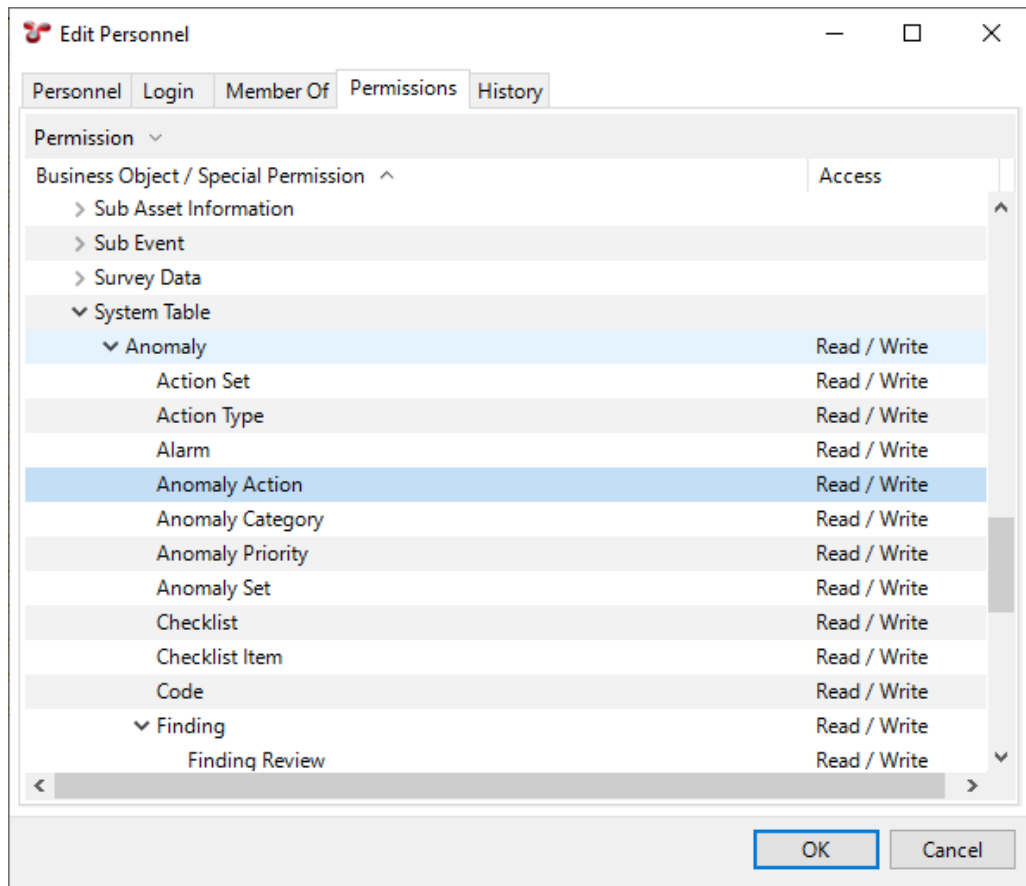 Edit Personnel
Personnel Login Member Of Permissions History
Permission
Business Object / Special Permission Access
Sub Asset Information
Sub Event
Survey Data
System Table
Anomaly Read / Write
Action Set Read / Write
Action Type Read / Write
Alarm Read / Write
Anomaly Action Read / Write
Anomaly Category Read / Write
Anomaly Priority Read / Write
Anomaly Set Read / Write
Checklist Read / Write
Checklist Item Read / Write
Code Read / Write
Finding Read / Write
Finding Review Read / Write
OK Cancel